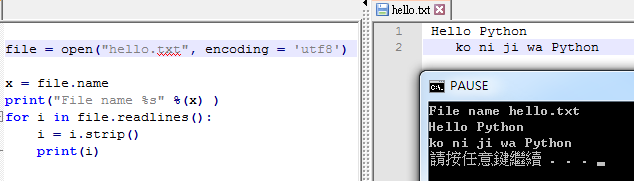 file = open("hello.txt", encoding = 'utf8')
x = file.name
print("File name %s" %(x) )
for i in file.readlines():
    i = i.strip()
    print(i)
hello.txt
1 Hello Python
2    ko ni ji wa Python
C:\. PAUSE
File name hello.txt
Hello Python
ko ni ji wa Python
請按任意鍵繼續 . . .